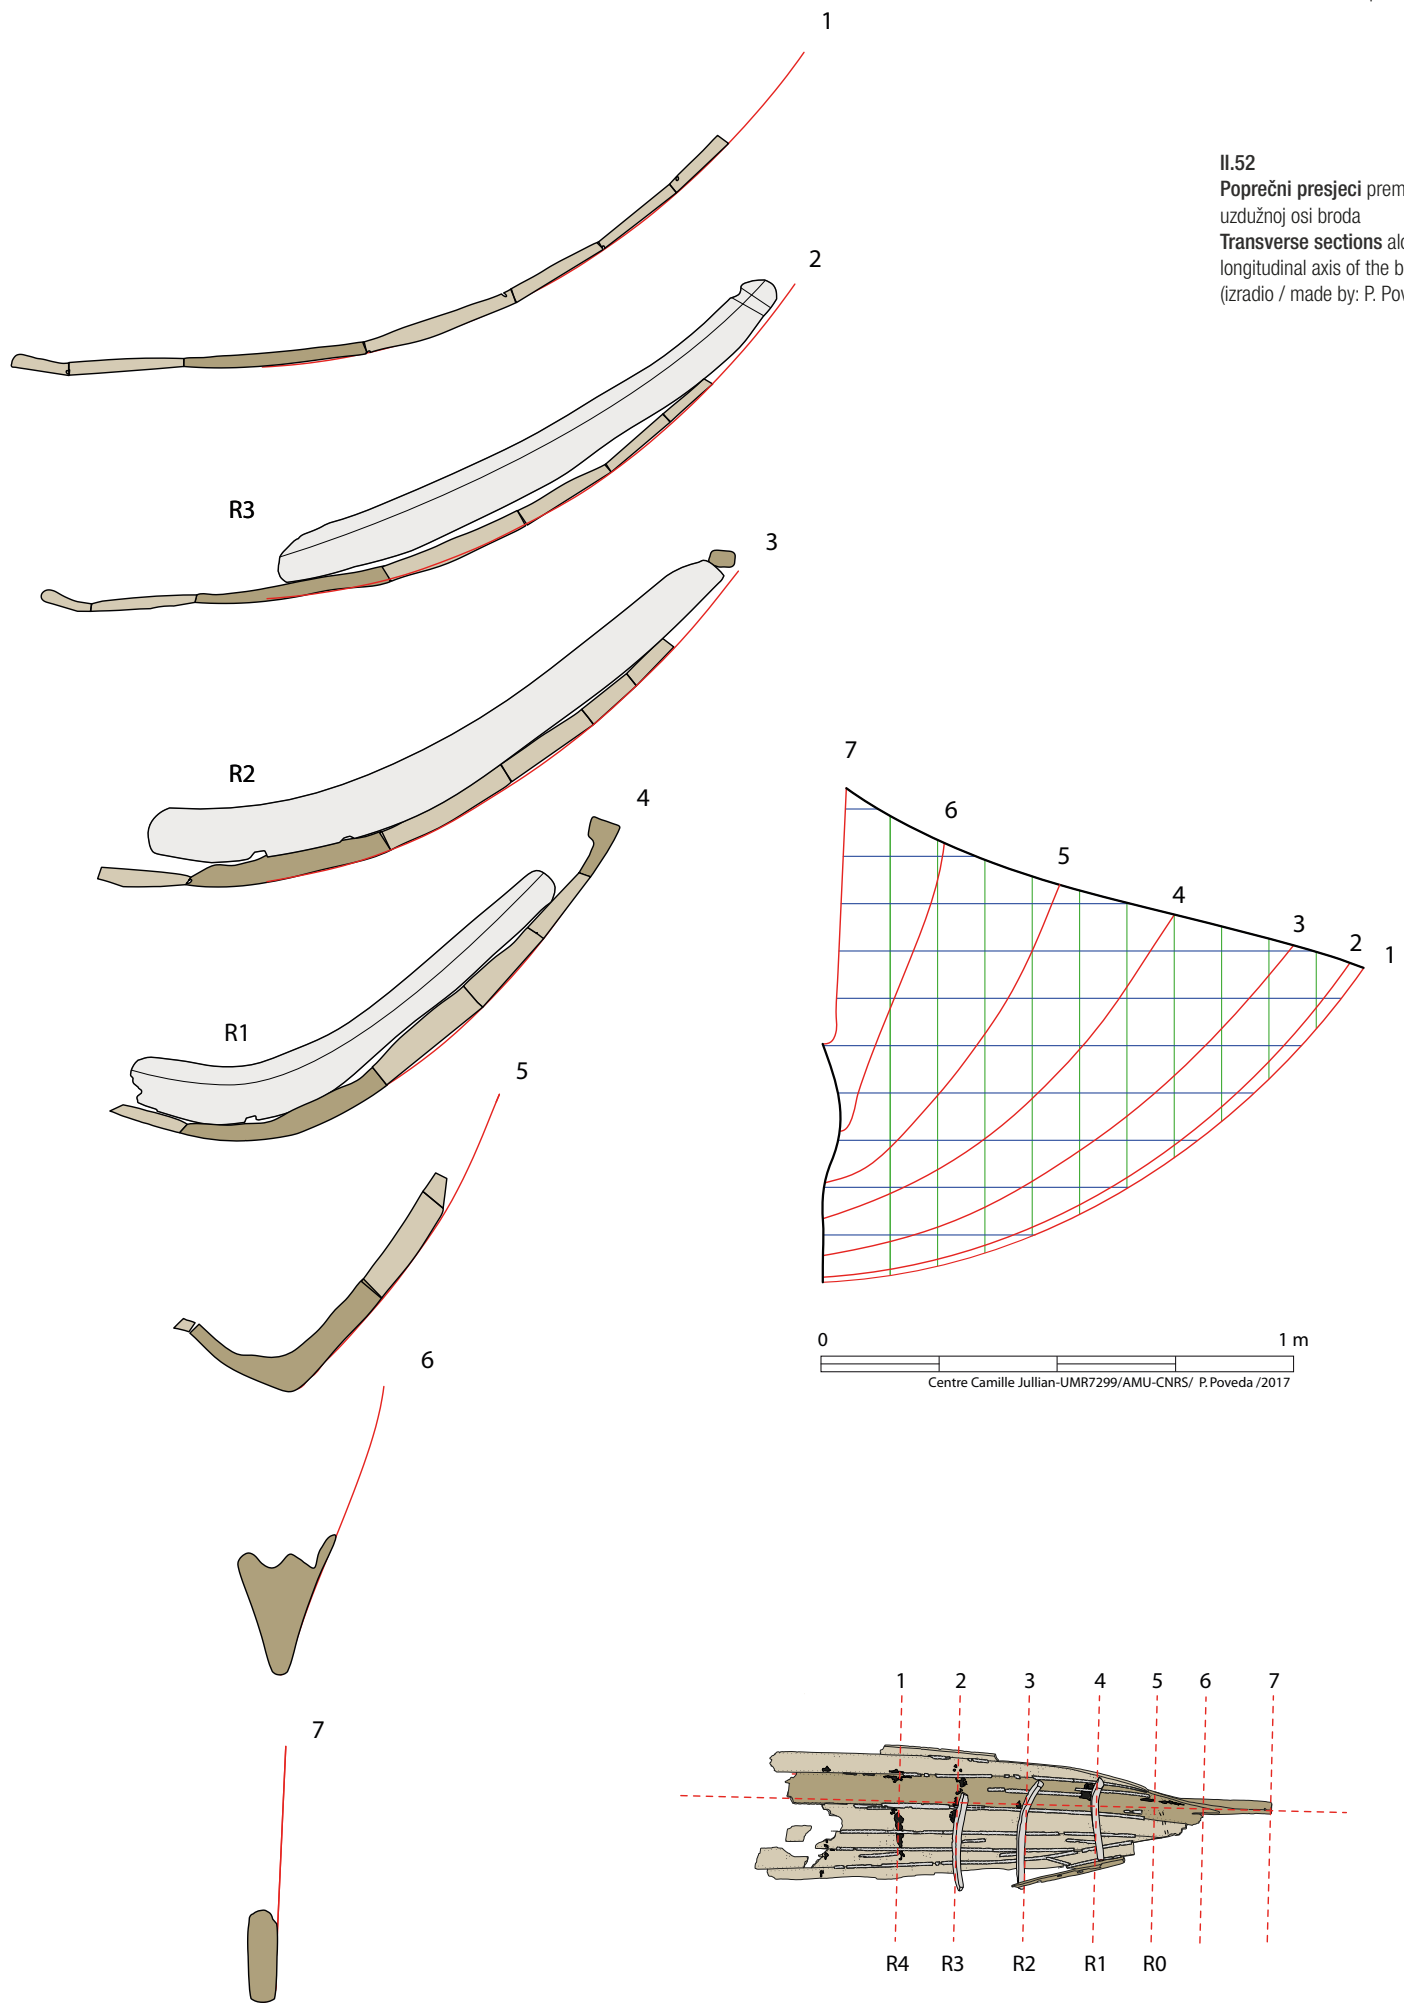 1
II.52
Poprečni presjeci prem
uzdužnoj osi broda
Transverse sections alo
longitudinal axis of the b
(izradio / made by: P. Pov
2
R3
3
R2
4
R1
5
6
7
7
6
5
4
3
2
1
0 1 m
Centre Camille Jullian-UMR7299/AMU-CNRS/ P. Poveda /2017
1 2 3 4 5 6 7
R4 R3 R2 R1 R0